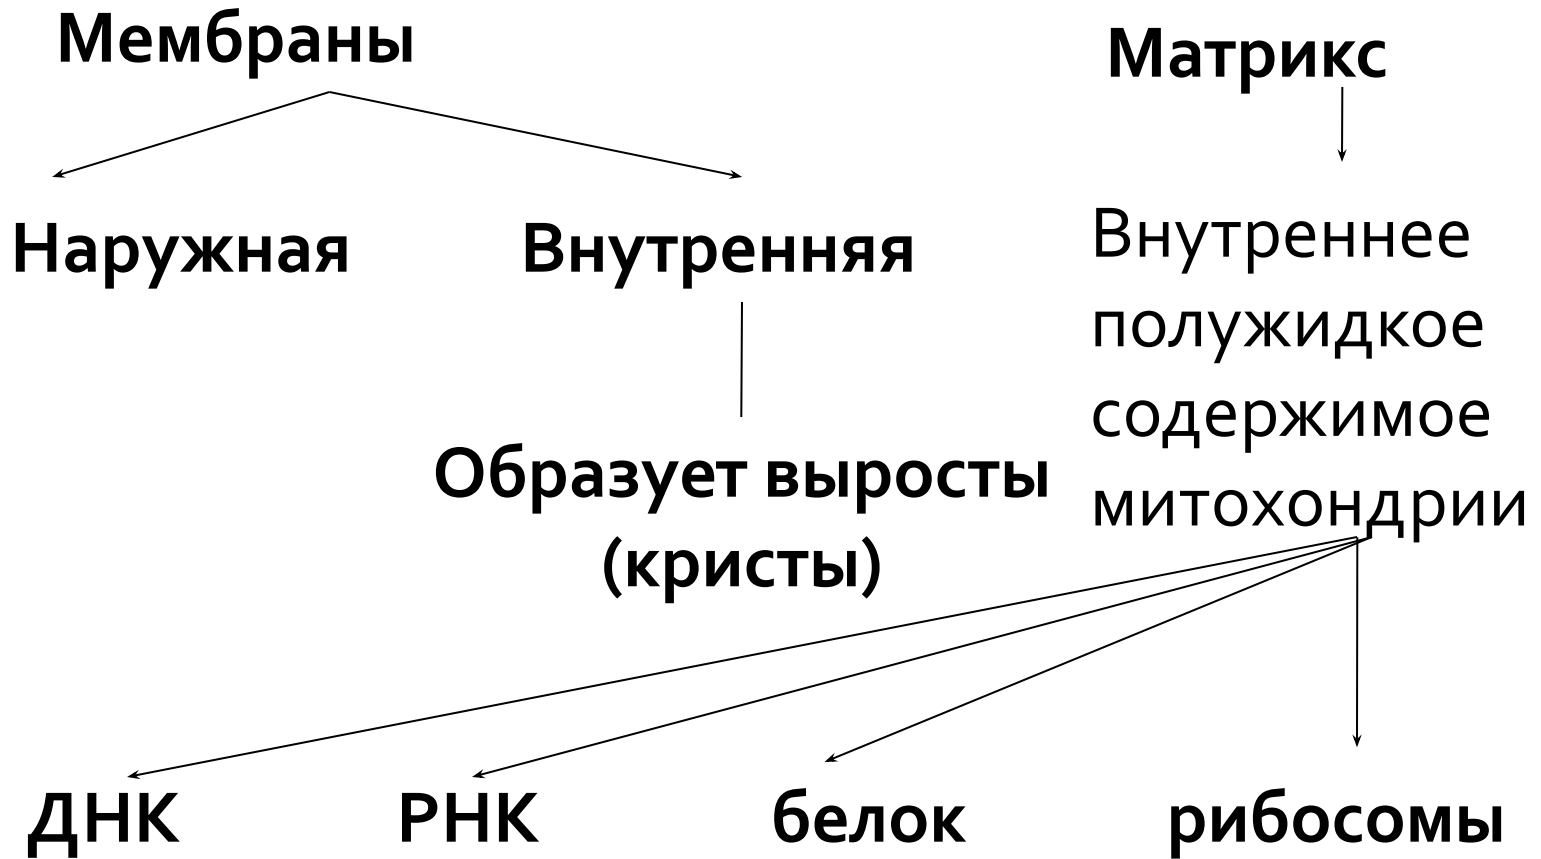 Мембраны
Матрикс
Наружная
Внутренняя
Образует выросты
(кристы)
Внутреннее
полужидкое
содержимое
митохондрии
ДНК
РНК
белок
рибосомы